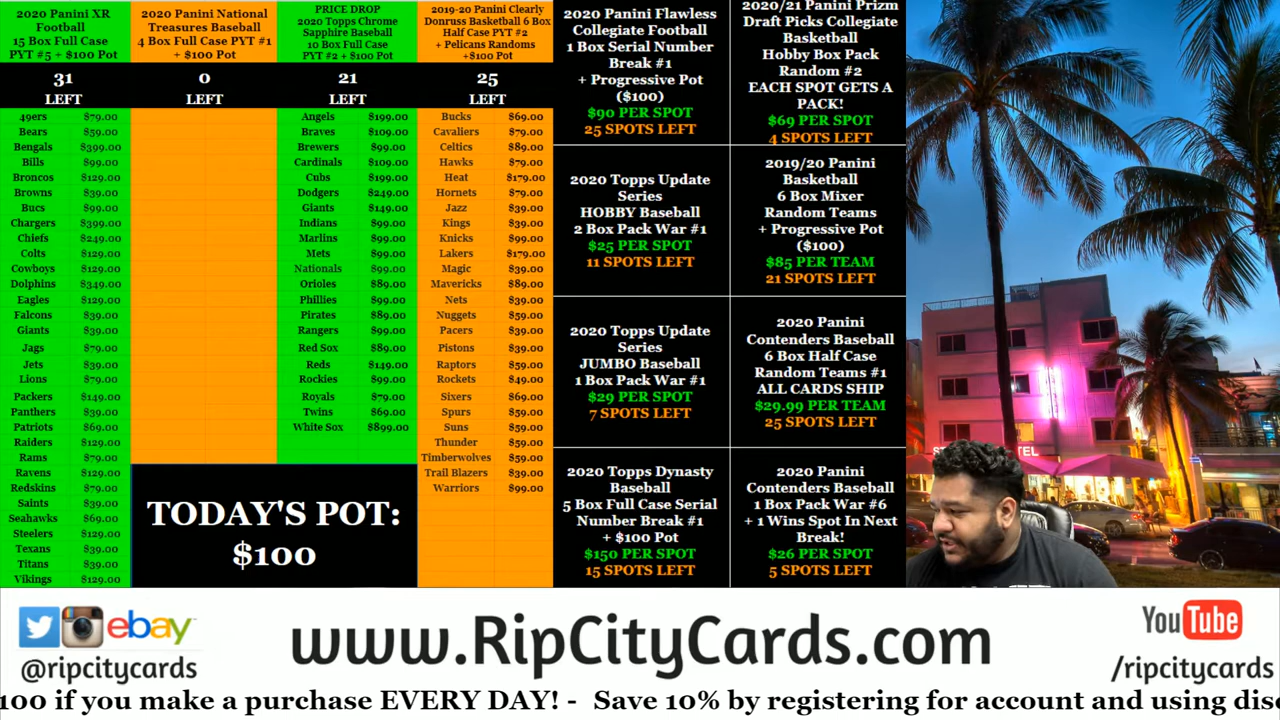 2020 Panini XR
Football
15 Box Full Case
PYT #5 + $100 Pot
31
LEFT
49ers $79.00
Bears $59.00
Bengals $399.00
Bills $99.00
Broncos $129.00
Browns $39.00
Bucs $99.00
Chargers $399.00
Chiefs $249.00
Colts $129.00
Cowboys $129.00
Dolphins $349.00
Eagles $129.00
Falcons $39.00
Giants $39.00
Jags $79.00
Jets $39.00
Lions $79.00
Packers $149.00
Panthers $39.00
Patriots $69.00
Raiders $129.00
Rams $79.00
Ravens $129.00
Redskins $79.00
Saints $39.00
Seahawks $69.00
Steelers $129.00
Texans $39.00
Titans $39.00
Vikings $129.00
2020 Panini National
Treasures Baseball
4 Box Full Case PYT #1
+ $100 Pot
0
LEFT
PRICE DROP
2020 Topps Chrome
Sapphire Baseball
10 Box Full Case
PYT #2 + $100 Pot
21
LEFT
Angels $199.00
Braves $109.00
Brewers $99.00
Cardinals $109.00
Cubs $199.00
Dodgers $249.00
Giants $149.00
Indians $99.00
Marlins $99.00
Mets $99.00
Nationals $99.00
Orioles $89.00
Phillies $99.00
Pirates $89.00
Rangers $99.00
Red Sox $89.00
Reds $149.00
Rockies $99.00
Royals $79.00
Twins $69.00
White Sox $899.00
TODAY'S POT:
$100
2019-20 Panini Clearly
Donruss Basketball 6 Box
Half Case PYT #2
+ Pelicans Randoms
+$100 Pot
25
LEFT
Bucks $69.00
Cavaliers $79.00
Celtics $89.00
Hawks $79.00
Heat $179.00
Hornets $79.00
Jazz $39.00
Kings $39.00
Knicks $99.00
Lakers $179.00
Magic $39.00
Mavericks $89.00
Nets $39.00
Nuggets $59.00
Pacers $39.00
Pistons $39.00
Raptors $59.00
Rockets $49.00
Sixers $69.00
Spurs $59.00
Suns $59.00
Thunder $59.00
Timberwolves $59.00
Trail Blazers $39.00
Warriors $99.00
2020 Panini Flawless
Collegiate Football
1 Box Serial Number
Break #1
+ Progressive Pot
($100)
$90 PER SPOT
25 SPOTS LEFT
2020/21 Panini Prizm
Draft Picks Collegiate
Basketball
Hobby Box Pack
Random #2
EACH SPOT GETS A
PACK!
$69 PER SPOT
4 SPOTS LEFT
2020 Topps Update
Series
HOBBY Baseball
2 Box Pack War #1
$25 PER SPOT
11 SPOTS LEFT
2019/20 Panini
Basketball
6 Box Mixer
Random Teams
+ Progressive Pot
($100)
$85 PER TEAM
21 SPOTS LEFT
2020 Topps Update
Series
JUMBO Baseball
1 Box Pack War #1
$29 PER SPOT
7 SPOTS LEFT
2020 Panini
Contenders Baseball
6 Box Half Case
Random Teams #1
ALL CARDS SHIP
$29.99 PER TEAM
25 SPOTS LEFT
2020 Topps Dynasty
Baseball
5 Box Full Case Serial
Number Break #1
+ $100 Pot
$150 PER SPOT
15 SPOTS LEFT
2020 Panini
Contenders Baseball
1 Box Pack War #6
+ 1 Wins Spot In Next
Break!
$26 PER SPOT
5 SPOTS LEFT
ebay
@ripcitycards
www.RipCityCards.com
YouTube
/ripcitycards
100 if you make a purchase EVERY DAY! - Save 10% by registering for account and using disc